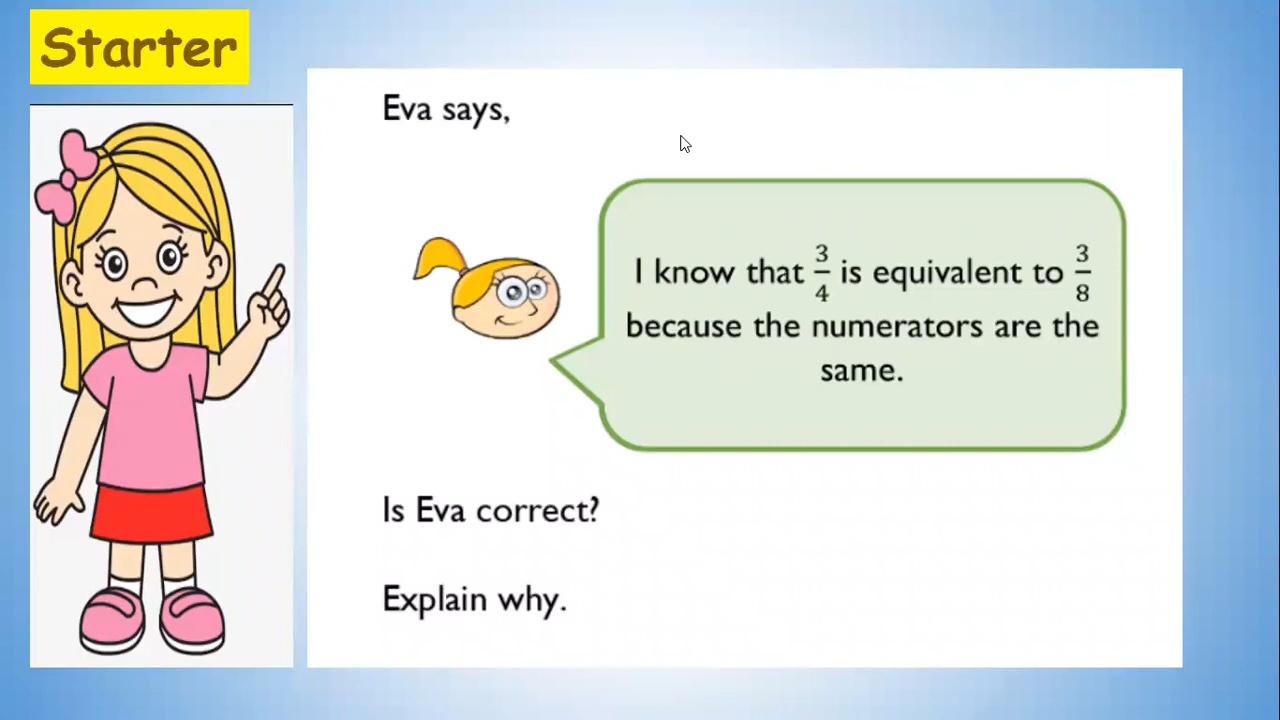 Starter
Eva says,
I know that 3/4 is equivalent to 3/8
because the numerators are the
same.
Is Eva correct?
Explain why.